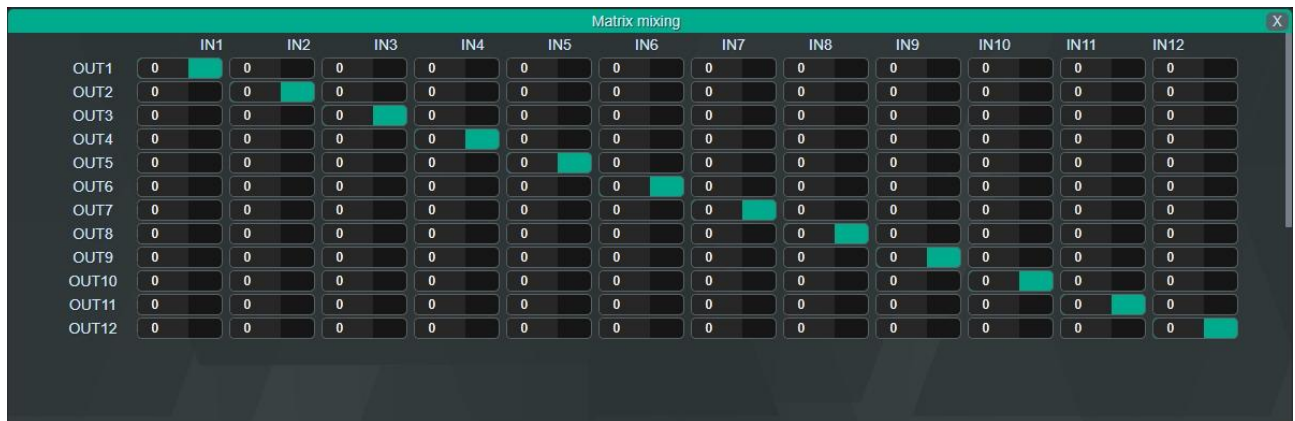 Matrix mixing X
IN1 IN2 IN3 IN4 IN5 IN6 IN7 IN8 IN9 IN10 IN11 IN12
OUT1 0 0 0 0 0 0 0 0 0 0 0 0
OUT2 0 0 0 0 0 0 0 0 0 0 0 0
OUT3 0 0 0 0 0 0 0 0 0 0 0 0
OUT4 0 0 0 0 0 0 0 0 0 0 0 0
OUT5 0 0 0 0 0 0 0 0 0 0 0 0
OUT6 0 0 0 0 0 0 0 0 0 0 0 0
OUT7 0 0 0 0 0 0 0 0 0 0 0 0
OUT8 0 0 0 0 0 0 0 0 0 0 0 0
OUT9 0 0 0 0 0 0 0 0 0 0 0 0
OUT10 0 0 0 0 0 0 0 0 0 0 0 0
OUT11 0 0 0 0 0 0 0 0 0 0 0 0
OUT12 0 0 0 0 0 0 0 0 0 0 0 0